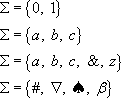 Σ = {0, 1}
Σ = {a, b, c}
Σ = {a, b, c, &, z}
Σ = {#, ∇, ♠, β}